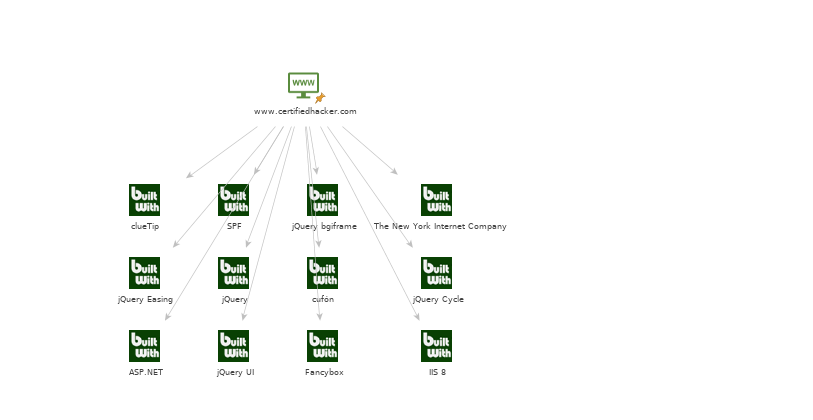 www
www.certifiedhacker.com
built with
built with
built with
built with
clueTip
SPF
jQuery bgiframe
The New York Internet Company
built with
built with
built with
built with
jQuery Easing
jQuery
cufón
jQuery Cycle
built with
built with
built with
built with
ASP.NET
jQuery UI
Fancybox
IIS 8